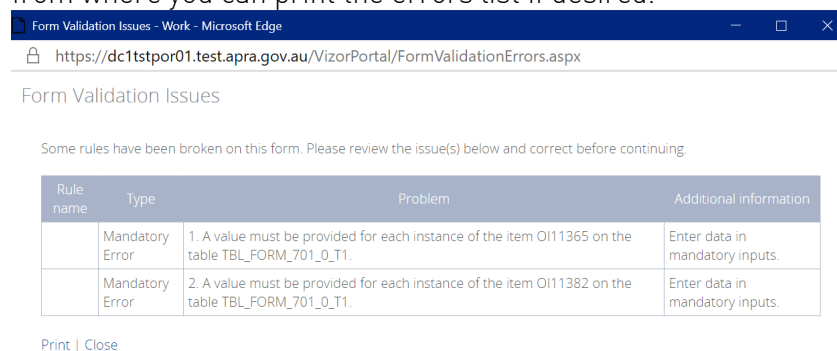 from where you can print the errors list if desired.
Form Validation Issues - Work - Microsoft Edge
https://dc1tstpor01.test.apra.gov.au/VizorPortal/FormValidationErrors.aspx
Form Validation Issues
Some rules have been broken on this form. Please review the issue(s) below and correct before continuing.
Rule name Type Problem Additional information
Mandatory Error 1. A value must be provided for each instance of the item OI11365 on the
table TBL_FORM_701_0_T1. Enter data in mandatory inputs.
Mandatory Error 2. A value must be provided for each instance of the item OI11382 on the
table TBL_FORM_701_0_T1. Enter data in mandatory inputs.
Print | Close